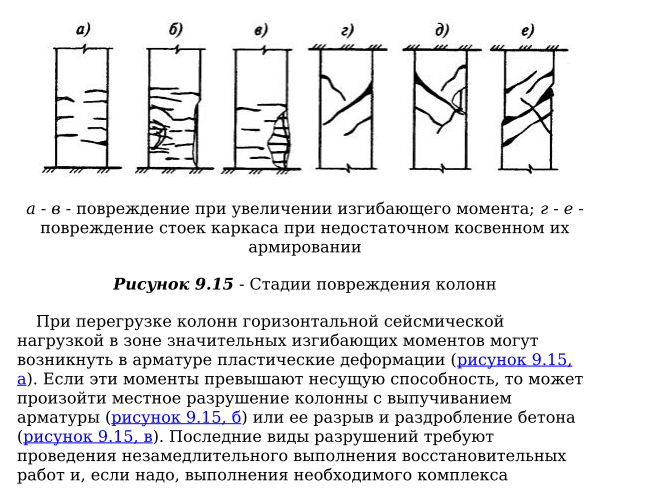 а) б) в) г) д) е)
а - в - повреждение при увеличении изгибающего момента; г - е -
повреждение стоек каркаса при недостаточном косвенном их
армировании
Рисунок 9.15 - Стадии повреждения колонн
При перегрузке колонн горизонтальной сейсмической
нагрузкой в зоне значительных изгибающих моментов могут
возникнуть в арматуре пластические деформации (рисунок 9.15,
а). Если эти моменты превышают несущую способность, то может
произойти местное разрушение колонны с выпучиванием
арматуры (рисунок 9.15, б) или ее разрыв и раздробление бетона
(рисунок 9.15, в). Последние виды разрушений требуют
проведения незамедлительного выполнения восстановительных
работ и, если надо, выполнения необходимого комплекса